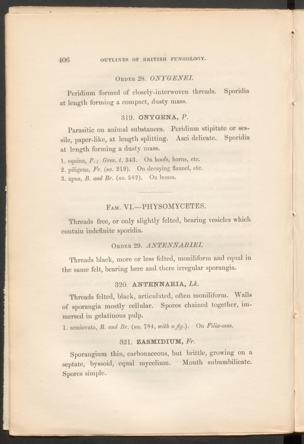 406 OUTLINES OF BRITISH FUNGOLOGY.
ORDER 28. ONYGENEI.
Peridium formed of closely-interwoven threads. Sporidia
at length forming a compact, dusty mass.
319. ONYGENA, P.
Parasitic on animal substances. Peridium stipitate or ses-
sile, paper-like, at length splitting. Asci delicate. Sporidia
at length forming a dusty mass.
1. equina, P.; Grev. t. 343. On hoofs, horns, etc.
2. piligena, Fr. (no. 219). On decaying flannel, etc.
3. apus, B. and Br. (no. 582). On bones.
FAM. VI.—PHYSOMYCETES.
Threads free, or only slightly felted, bearing vesicles which
contain indefinite sporidia.
ORDER 29. ANTENNARIEI.
Threads black, more or less felted, moniliform and equal in
the same felt, bearing here and there irregular sporangia.
320. ANTENNARIA, Lk.
Threads felted, black, articulated, often moniliform. Walls
of sporangia mostly cellular. Spores chained together, im-
mersed in gelatinous pulp.
1. semiovata, B. and Br. (no. 784, with a fig.). On Filix-mas.
321. ZASMIDIUM, Fr.
Sporangium thin, carbonaceous, but brittle, growing on a
septate, byssoid, equal mycelium. Mouth subumbilicate.
Spores simple.